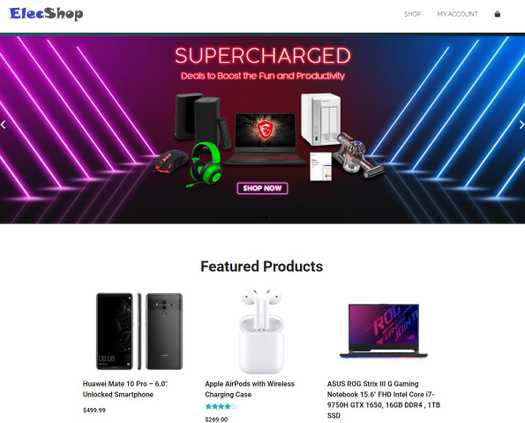 ElecShop
SHOP MY ACCOUNT
SUPERCHARGED
Deals to Boost the Fun and Productivity
SHOP NOW
Featured Products
Huawei Mate 10 Pro – 6.0"
Unlocked Smartphone
$499.99
Apple AirPods with Wireless
Charging Case
$269.00
ASUS ROG Strix III G Gaming
Notebook 15.6" FHD Intel Core i7-
9750H GTX 1650, 16GB DDR4 , 1TB
SSD